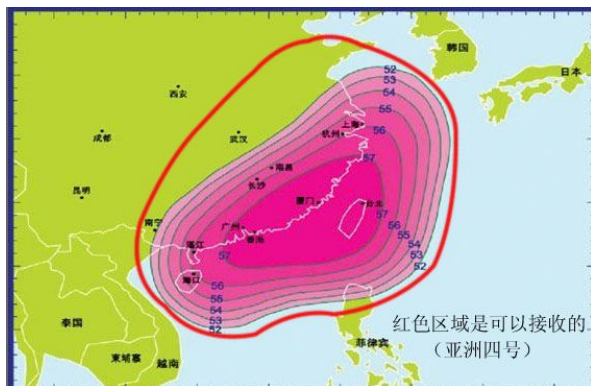 韩国
日本
52
53
54
55
56
57
西安
成都
武汉
上海
杭州
南昌
长沙
昆明
厦门
台北
南宁
广州
香港
湛江
海口
57
56
55
54
53
52
57
56
55
54
53
52
泰国
柬埔寨
越南
菲律宾
红色区域是可以接收的
（亚洲四号）